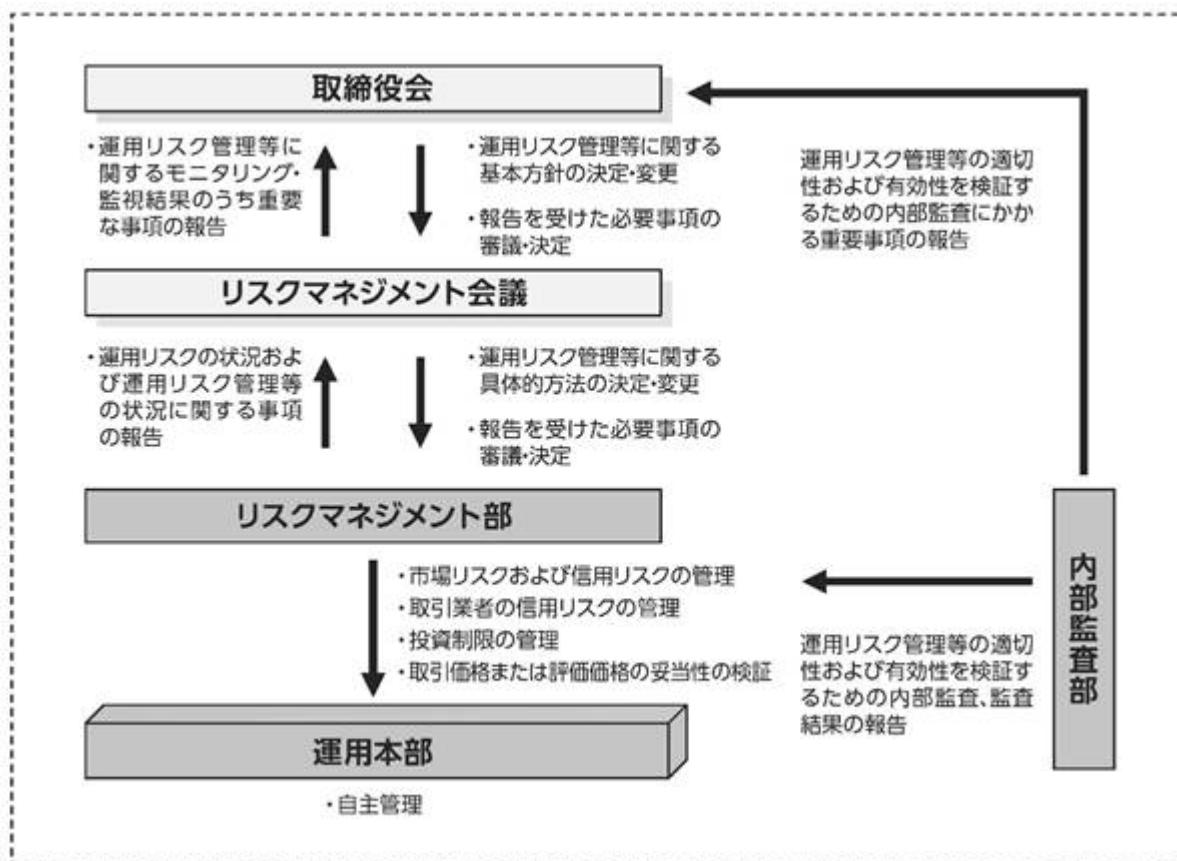 取締役会
・運用リスク管理等に
関するモニタリング・
監視結果のうち重要
な事項の報告
・運用リスク管理等に関する
基本方針の決定・変更
・報告を受けた必要事項の
審議・決定
運用リスク管理等の適切
性および有効性を検証す
るための内部監査にかか
る重要事項の報告
リスクマネジメント会議
・運用リスクの状況およ
び運用リスク管理等
の状況に関する事項
の報告
・運用リスク管理等に関する
具体的方法の決定・変更
・報告を受けた必要事項の
審議・決定
リスクマネジメント部
・市場リスクおよび信用リスクの管理
・取引業者の信用リスクの管理
・投資制限の管理
・取引価格または評価価格の妥当性の検証
内部監査部
運用リスク管理等の適切
性および有効性を検証す
るための内部監査、監査
結果の報告
運用本部
・自主管理